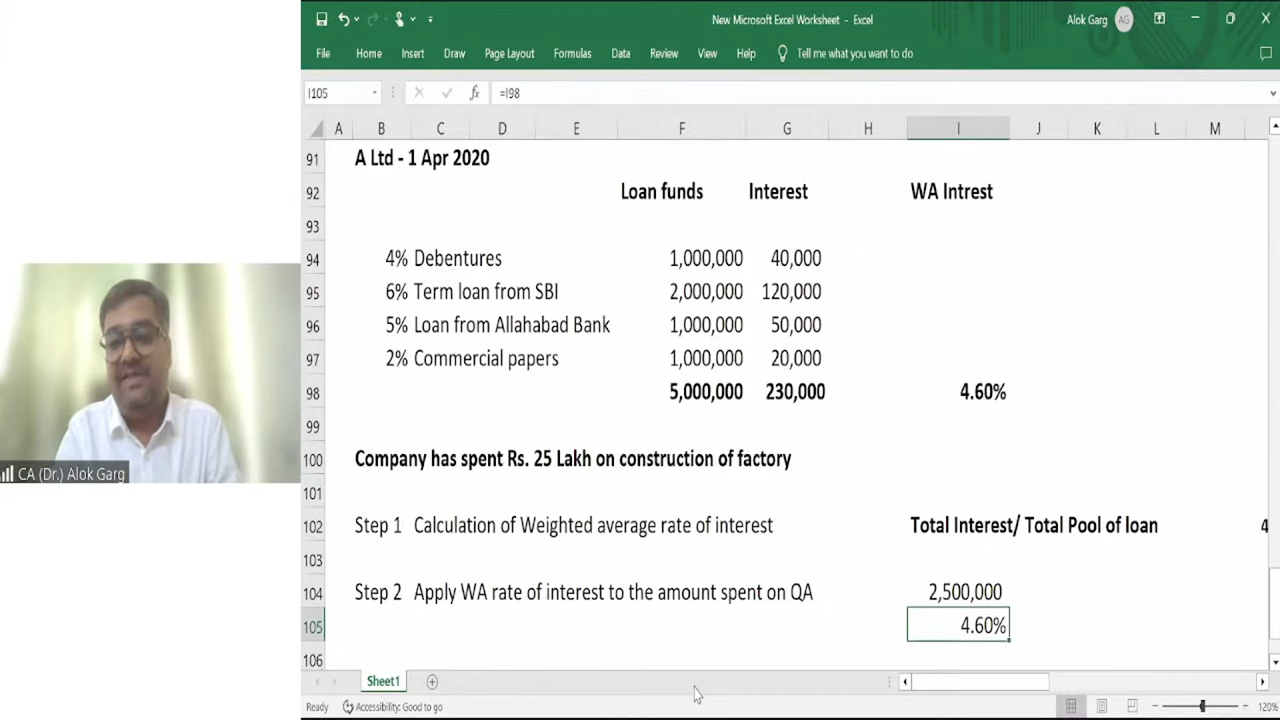 New Microsoft Excel Worksheet - Excel
Alok Garg AG
File Home Insert Draw Page Layout Formulas Data Review View Help Tell me what you want to do
I105 fx =I98
A B C D E F G H I J K L M
91 A Ltd - 1 Apr 2020
92 Loan funds Interest WA Intrest
93
94 4% Debentures 1,000,000 40,000
95 6% Term loan from SBI 2,000,000 120,000
96 5% Loan from Allahabad Bank 1,000,000 50,000
97 2% Commercial papers 1,000,000 20,000
98 5,000,000 230,000 4.60%
99
100 Company has spent Rs. 25 Lakh on construction of factory
101
102 Step 1 Calculation of Weighted average rate of interest Total Interest/ Total Pool of loan 4
103
104 Step 2 Apply WA rate of interest to the amount spent on QA 2,500,000
105 4.60%
106
Sheet1
Ready Accessibility: Good to go 120%
CA (Dr.) Alok Garg